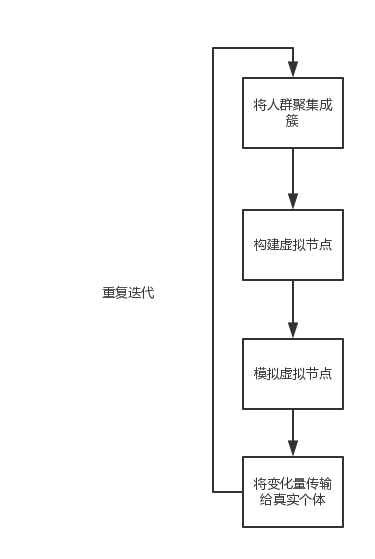 将人群聚集成
簇
构建虚拟节点
重复迭代
模拟虚拟节点
将变化量传输
给真实个体